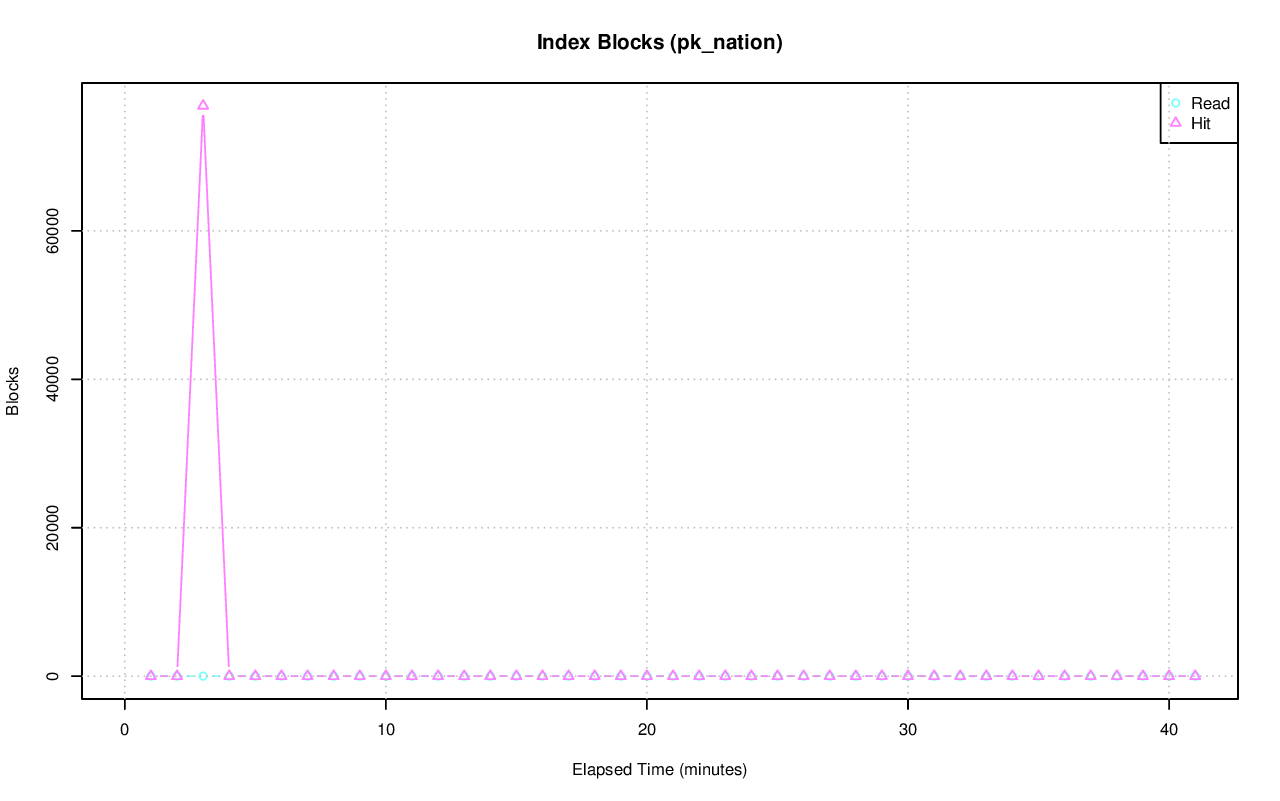 Index Blocks (pk_nation)
Read
Hit
Blocks
60000
40000
20000
0
0 10 20 30 40
Elapsed Time (minutes)